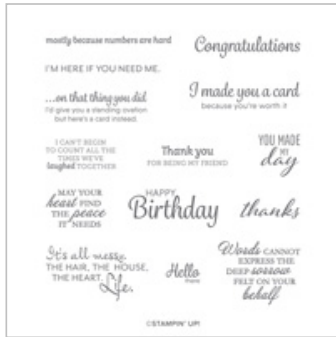 mostly because numbers are hard
Congratulations
I'M HERE IF YOU NEED ME.
I made you a card
because you're worth it
...on that thing you did
I'd give you a standing ovation
but here's a card instead.
I CAN'T BEGIN
TO COUNT ALL THE
TIMES WE'VE
laughed TOGETHER
Thank you
FOR BEING MY FRIEND
YOU MADE
MY
day
MAY YOUR
heart FIND
THE peace
IT NEEDS
HAPPY
Birthday
thanks
It's all messy.
THE HAIR, THE HOUSE,
THE HEART.
Life.
Hello
Words CANNOT
EXPRESS THE
DEEP sorrow
FELT ON YOUR
behalf
©STAMPIN' UP!